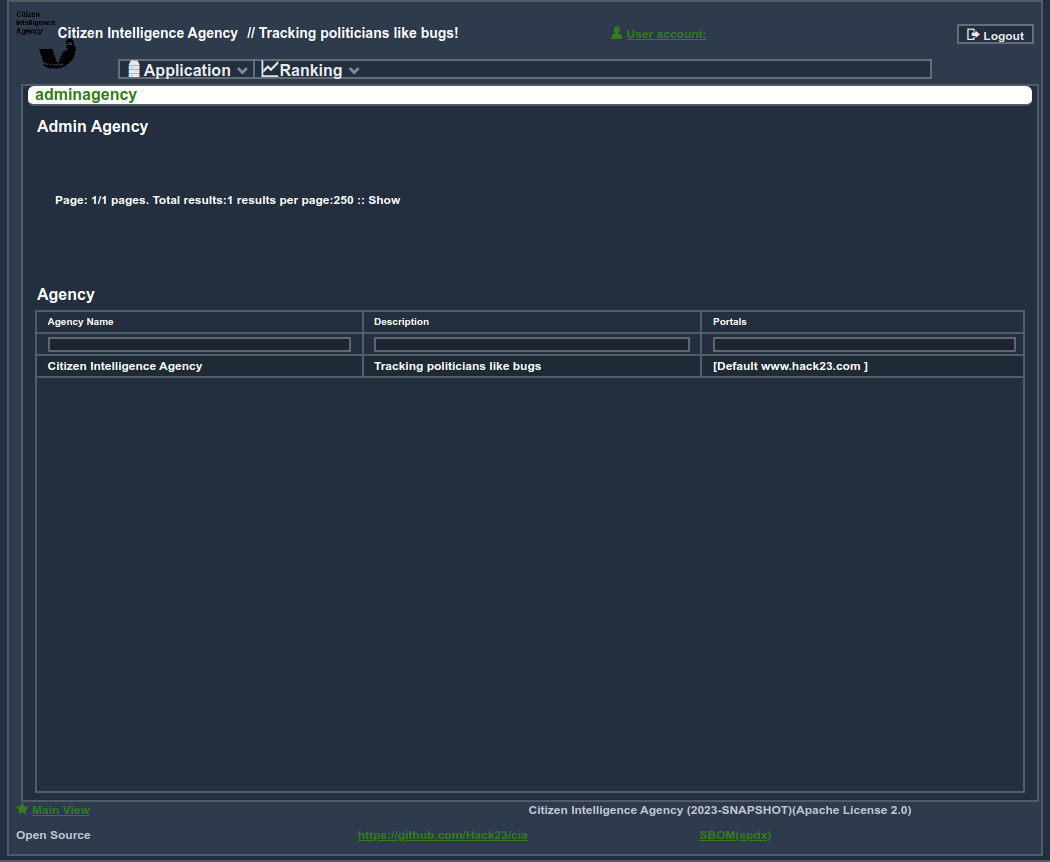 Citizen
Intelligence
Agency
Citizen Intelligence Agency // Tracking politicians like bugs!
User account:
Logout
Application
Ranking
adminagency
Admin Agency
Page: 1/1 pages. Total results:1 results per page:250 :: Show
Agency
Agency Name Description Portals
Citizen Intelligence Agency Tracking politicians like bugs [Default www.hack23.com ]
Main View Citizen Intelligence Agency (2023-SNAPSHOT)(Apache License 2.0)
Open Source https://github.com/Hack23/cia SBOM(spdx)